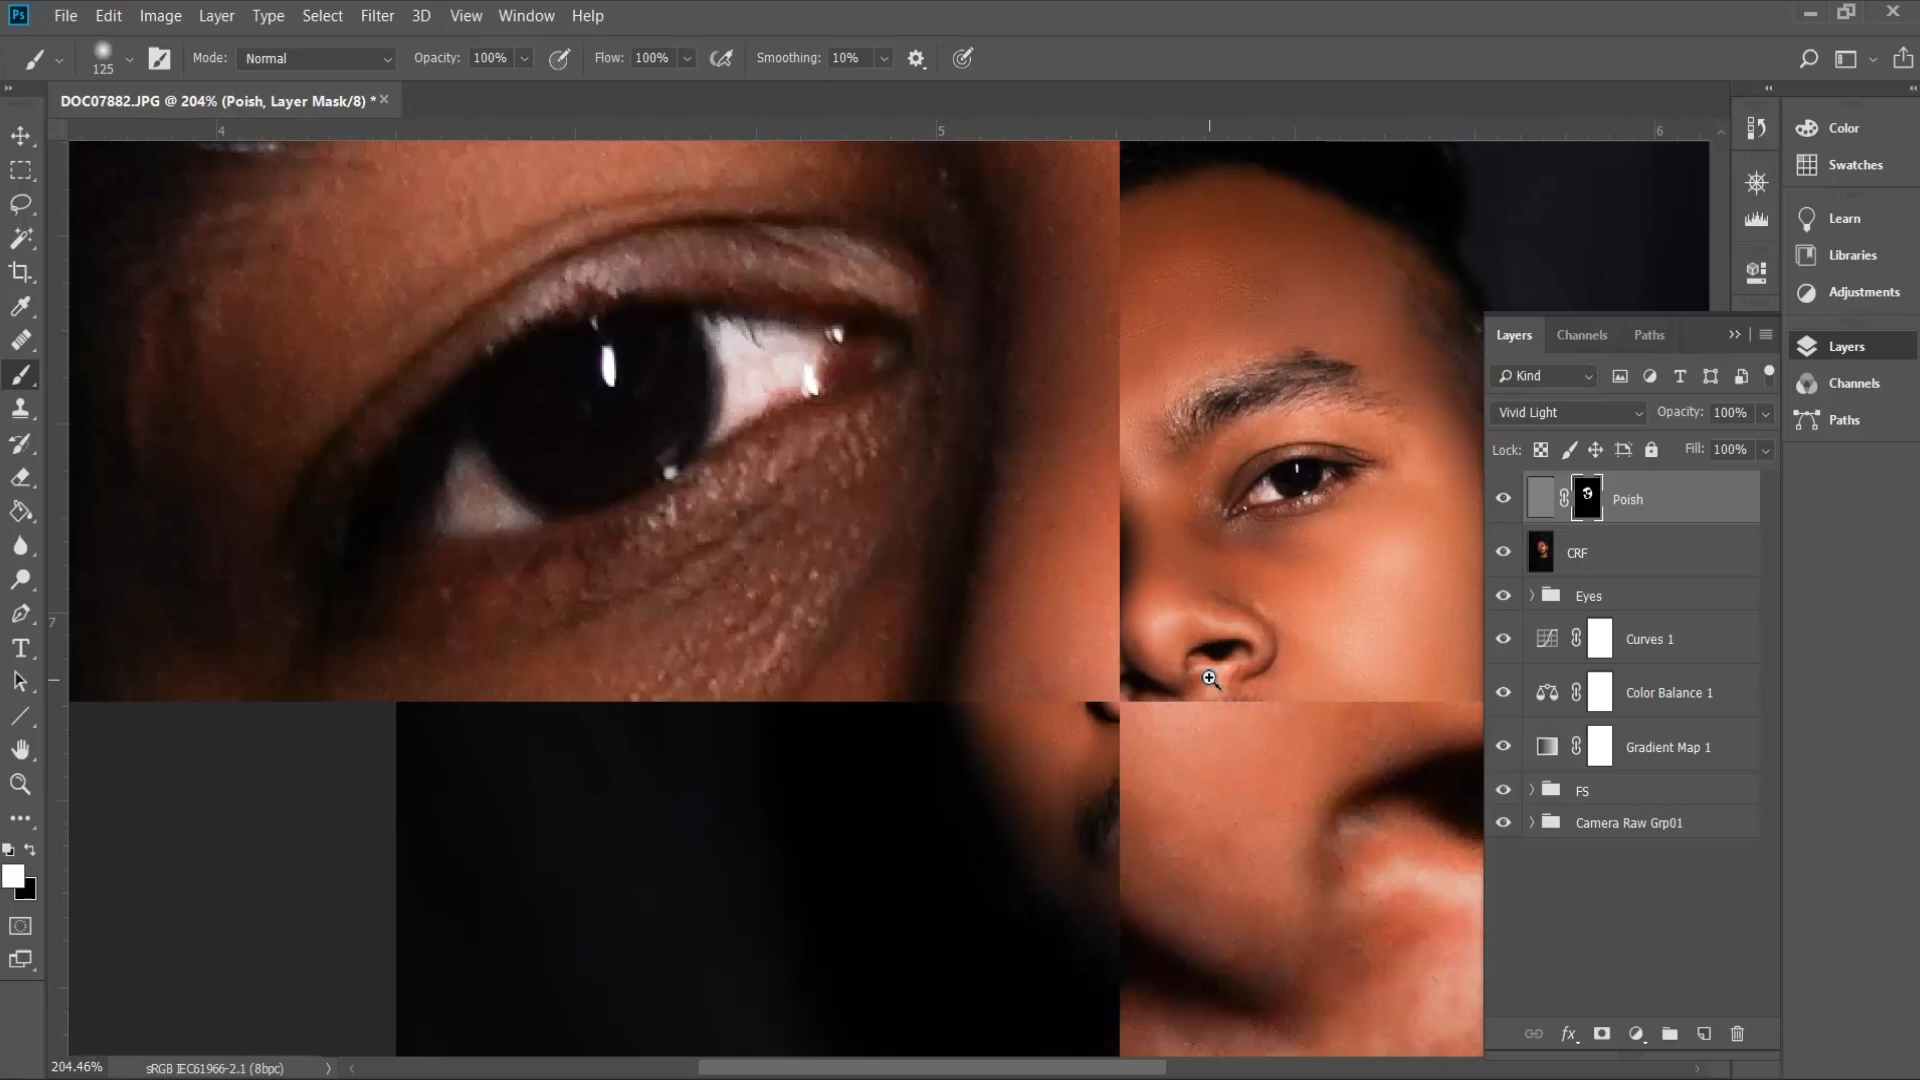 Ps File Edit Image Layer Type Select Filter 3D View Window Help
125 Mode: Normal Opacity: 100% Flow: 100% Smoothing: 10%
DOC07882.JPG @ 204% (Poish, Layer Mask/8) *
4 5 6
7
Color
Swatches
Learn
Libraries
Adjustments
Layers
Channels
Paths
Layers Channels Paths
Kind
Vivid Light Opacity: 100%
Lock: Fill: 100%
Poish
CRF
Eyes
Curves 1
Color Balance 1
Gradient Map 1
FS
Camera Raw Grp01
fx
204.46% sRGB IEC61966-2.1 (8bpc)